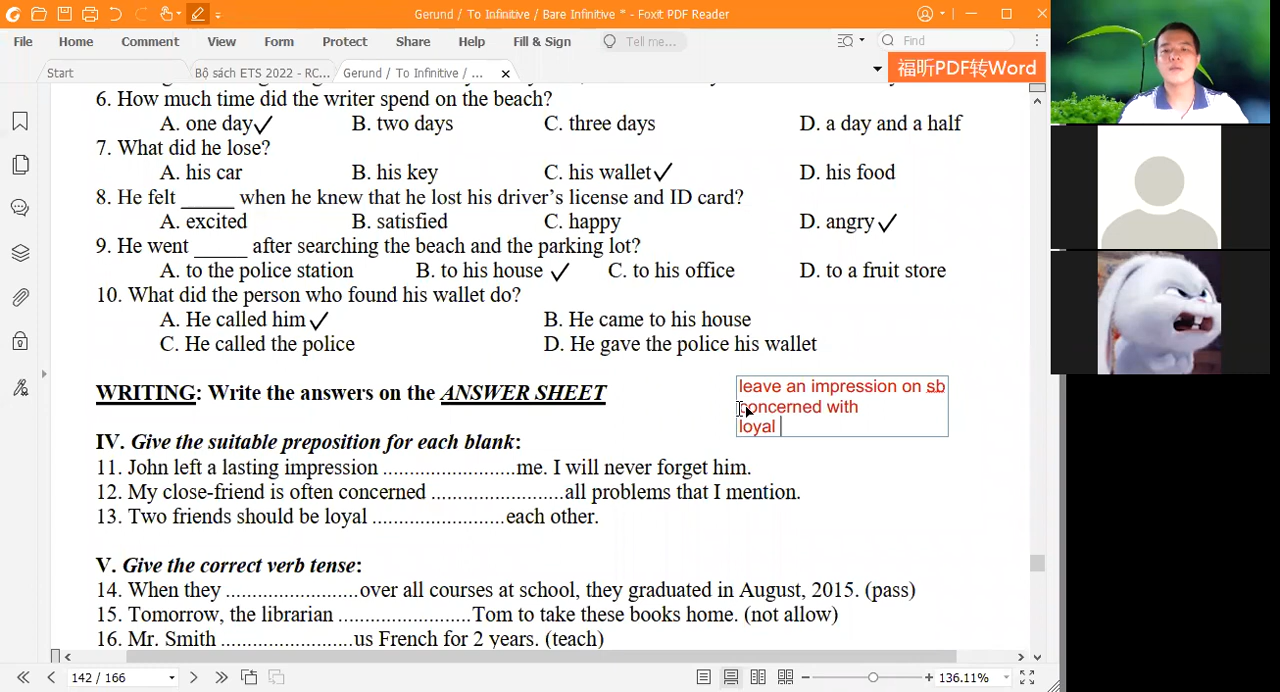 Gerund / To Infinitive / Bare Infinitive * - Foxit PDF Reader
File Home Comment View Form Protect Share Help Fill & Sign Tell me... Find
Start Bộ sách ETS 2022 - RC... Gerund / To Infinitive / ... 福昕PDF转Word
6. How much time did the writer spend on the beach?
A. one day✓ B. two days C. three days D. a day and a half
7. What did he lose?
A. his car B. his key C. his wallet✓ D. his food
8. He felt _____ when he knew that he lost his driver's license and ID card?
A. excited B. satisfied C. happy D. angry✓
9. He went _____ after searching the beach and the parking lot?
A. to the police station B. to his house ✓ C. to his office D. to a fruit store
10. What did the person who found his wallet do?
A. He called him✓ B. He came to his house
C. He called the police D. He gave the police his wallet
WRITING: Write the answers on the ANSWER SHEET
leave an impression on sb
concerned with
loyal
IV. Give the suitable preposition for each blank:
11. John left a lasting impression .........................me. I will never forget him.
12. My close-friend is often concerned .........................all problems that I mention.
13. Two friends should be loyal .........................each other.
V. Give the correct verb tense:
14. When they .........................over all courses at school, they graduated in August, 2015. (pass)
15. Tomorrow, the librarian .........................Tom to take these books home. (not allow)
16. Mr. Smith .........................us French for 2 years. (teach)
142 / 166 136.11%